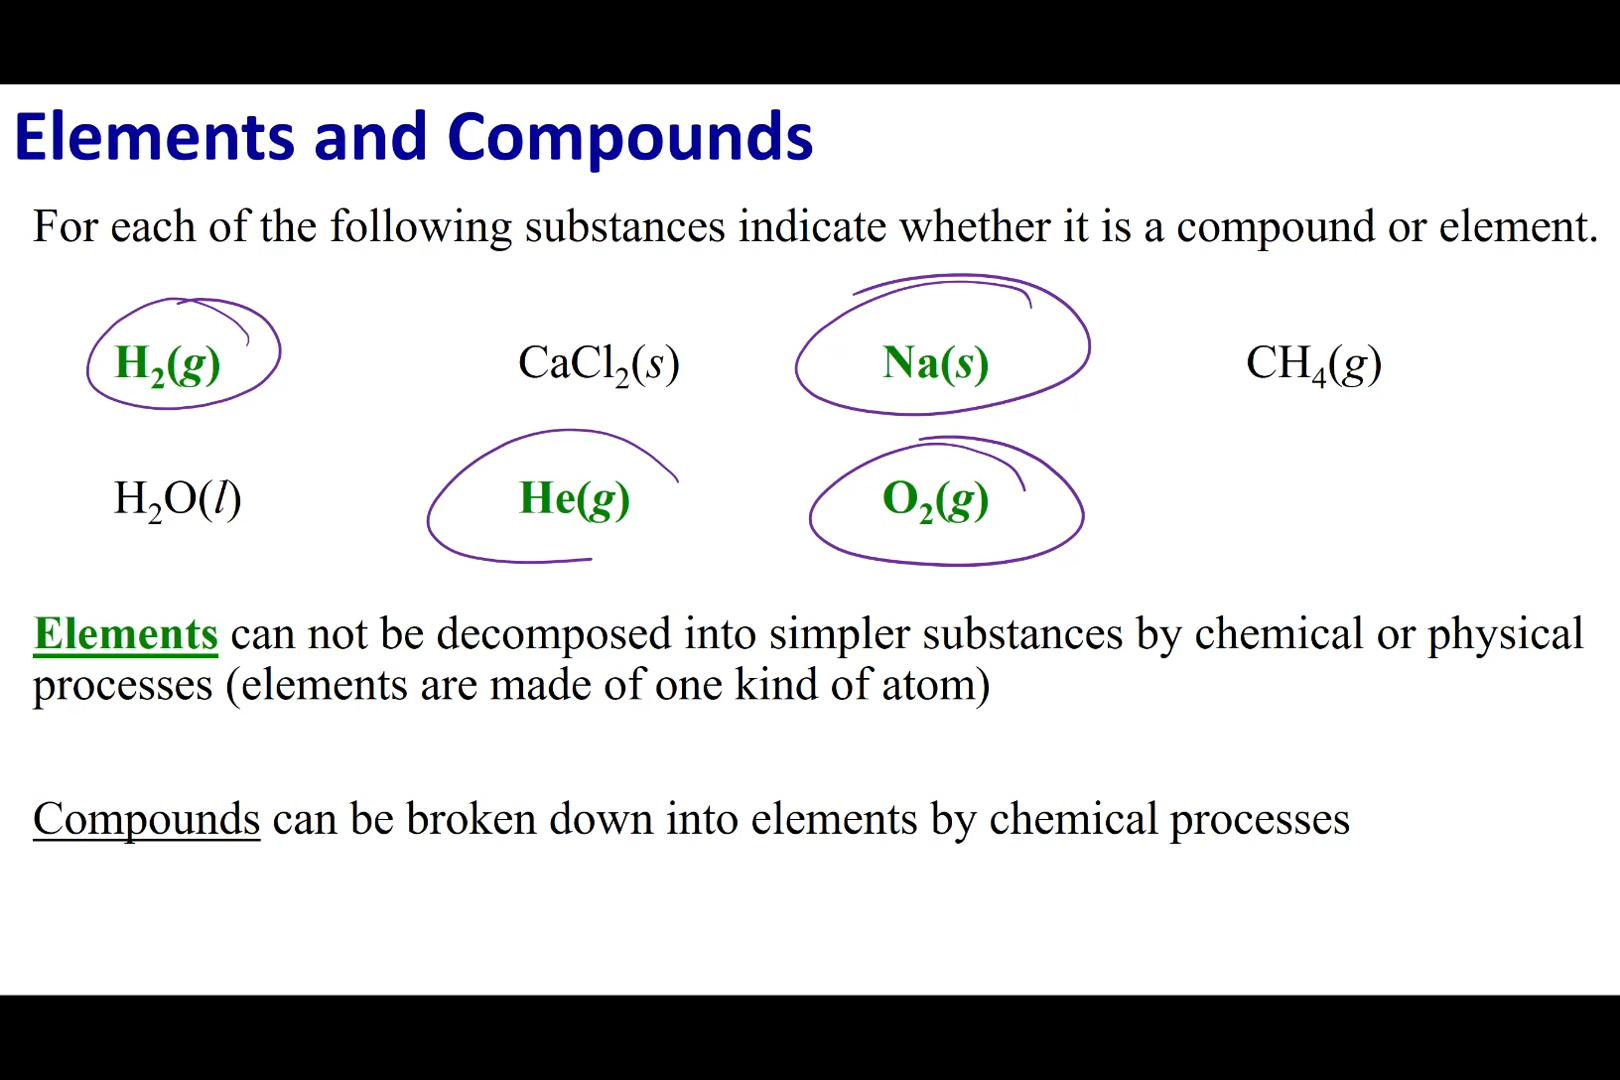 Elements and Compounds
For each of the following substances indicate whether it is a compound or element.
H₂(g) CaCl₂(s) Na(s) CH₄(g)
H₂O(l) He(g) O₂(g)
Elements can not be decomposed into simpler substances by chemical or physical
processes (elements are made of one kind of atom)
Compounds can be broken down into elements by chemical processes